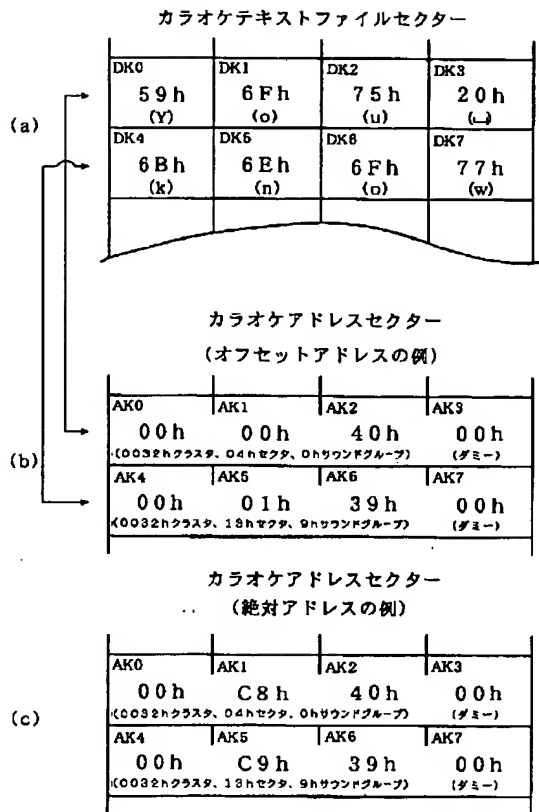 カラオケテキストファイルセクター
(a)
DK0 DK1 DK2 DK3
59h 6Fh 75h 20h
(Y) (o) (u) (␣)
DK4 DK5 DK6 DK7
6Bh 6Eh 6Fh 77h
(k) (n) (o) (w)
カラオケアドレスセクター
(オフセットアドレスの例)
(b)
AK0 AK1 AK2 AK3
00h 00h 40h 00h
(0032hクラスタ、04hセクタ、0hサウンドグループ) (ダミー)
AK4 AK5 AK6 AK7
00h 01h 39h 00h
(0032hクラスタ、13hセクタ、9hサウンドグループ) (ダミー)
カラオケアドレスセクター
(絶対アドレスの例)
(c)
AK0 AK1 AK2 AK3
00h C8h 40h 00h
(0032hクラスタ、04hセクタ、0hサウンドグループ) (ダミー)
AK4 AK5 AK6 AK7
00h C9h 39h 00h
(0032hクラスタ、13hセクタ、9hサウンドグループ) (ダミー)